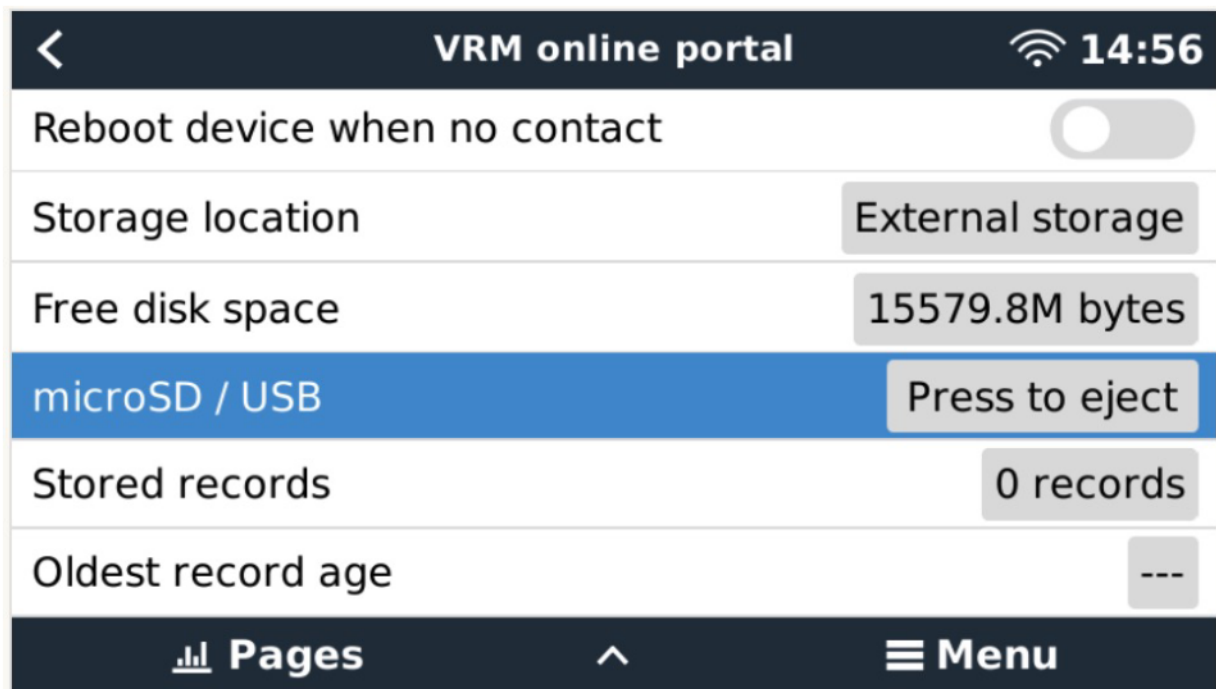 VRM online portal 14:56
Reboot device when no contact
Storage location External storage
Free disk space 15579.8M bytes
microSD / USB Press to eject
Stored records 0 records
Oldest record age ---
Pages Menu